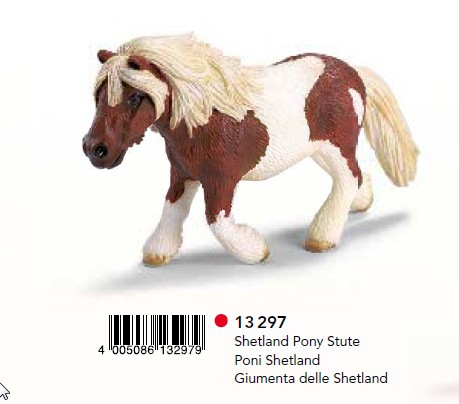 13 297
4 005086 132979
Shetland Pony Stute
Poni Shetland
Giumenta delle Shetland